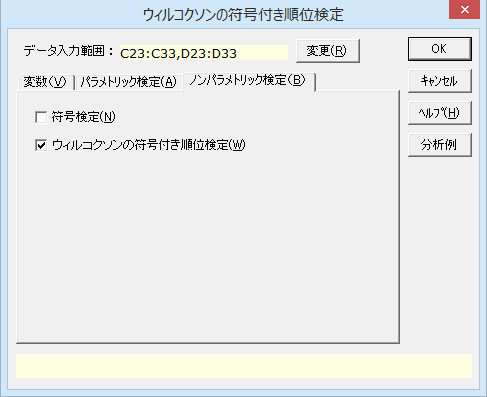 ウィルコクソンの符号付き順位検定
データ入力範囲： C23:C33,D23:D33 変更(R)
OK
変数(V) パラメトリック検定(A) ノンパラメトリック検定(B)
ｷｬﾝｾﾙ
符号検定(N)
ﾍﾙﾌﾟ(H)
ウィルコクソンの符号付き順位検定(W)
分析例